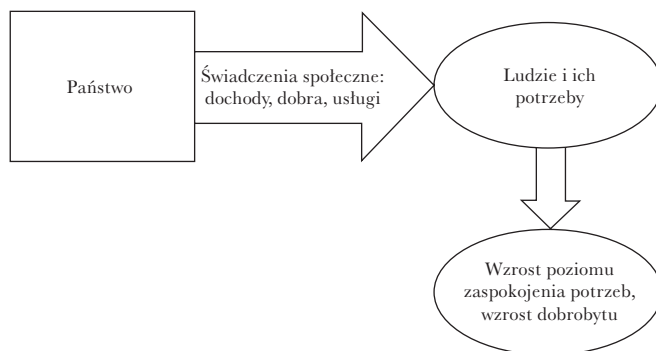 Państwo
Świadczenia społeczne:
dochody, dobra, usługi
Ludzie i ich
potrzeby
Wzrost poziomu
zaspokojenia potrzeb,
wzrost dobrobytu